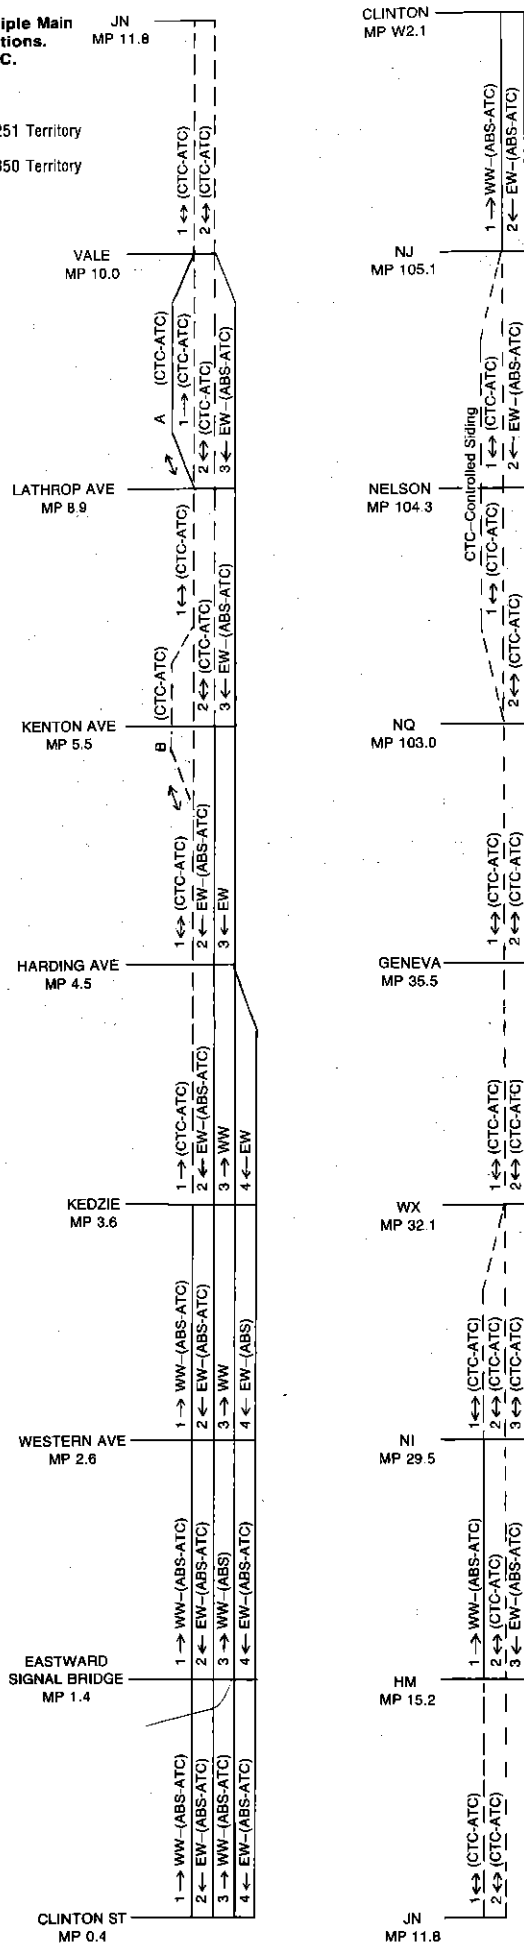 iple Main
tions.
C.
251 Territory
350 Territory
JN
MP 11.8
1 ↔ (CTC-ATC)
2 ↔ (CTC-ATC)
VALE
MP 10.0
A (CTC-ATC)
1 → (CTC-ATC)
2 ↔ (CTC-ATC)
3 ← EW-(ABS-ATC)
LATHROP AVE
MP 8.9
1 ↔ (CTC-ATC)
2 ↔ (CTC-ATC)
3 ← EW-(ABS-ATC)
B (CTC-ATC)
KENTON AVE
MP 5.5
1 ↔ (CTC-ATC)
2 ← EW-(ABS-ATC)
3 ← EW
HARDING AVE
MP 4.5
1 → (CTC-ATC)
2 ← EW-(ABS-ATC)
3 → WW
4 ← EW
KEDZIE
MP 3.6
1 → WW-(ABS-ATC)
2 ← EW-(ABS-ATC)
3 → WW
4 ← EW-(ABS)
WESTERN AVE
MP 2.6
1 → WW-(ABS-ATC)
2 ← EW-(ABS-ATC)
3 → WW-(ABS)
4 ← EW-(ABS-ATC)
EASTWARD
SIGNAL BRIDGE
MP 1.4
1 → WW-(ABS-ATC)
2 ← EW-(ABS-ATC)
3 → WW-(ABS-ATC)
4 ← EW-(ABS-ATC)
CLINTON ST
MP 0.4
CLINTON
MP W2.1
1 → WW-(ABS-ATC)
2 ← EW-(ABS-ATC)
NJ
MP 105.1
CTC-Controlled Siding
1 ↔ (CTC-ATC)
2 ← EW-(ABS-ATC)
NELSON
MP 104.3
1 ↔ (CTC-ATC)
2 ↔ (CTC-ATC)
NQ
MP 103.0
1 ↔ (CTC-ATC)
2 ↔ (CTC-ATC)
GENEVA
MP 35.5
1 ↔ (CTC-ATC)
2 ↔ (CTC-ATC)
WX
MP 32.1
1 ↔ (CTC-ATC)
2 ↔ (CTC-ATC)
3 ↔ (CTC-ATC)
NI
MP 29.5
1 → WW-(ABS-ATC)
2 ↔ (CTC-ATC)
3 ← EW-(ABS-ATC)
HM
MP 15.2
1 ↔ (CTC-ATC)
2 ↔ (CTC-ATC)
JN
MP 11.8